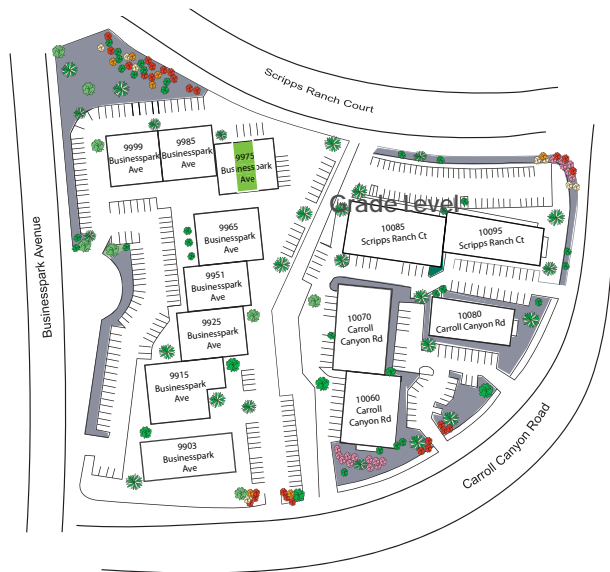 Scripps Ranch Court
9999
Businesspark
Ave
9985
Businesspark
Ave
9975
Businesspark
Ave
Grade Level
9965
Businesspark
Ave
10085
Scripps Ranch Ct
10095
Scripps Ranch Ct
9951
Businesspark
Ave
Businesspark Avenue
9925
Businesspark
Ave
10070
Carroll
Canyon Rd
10080
Carroll Canyon Rd
9915
Businesspark
Ave
10060
Carroll
Canyon Rd
9903
Businesspark
Ave
Carroll Canyon Road